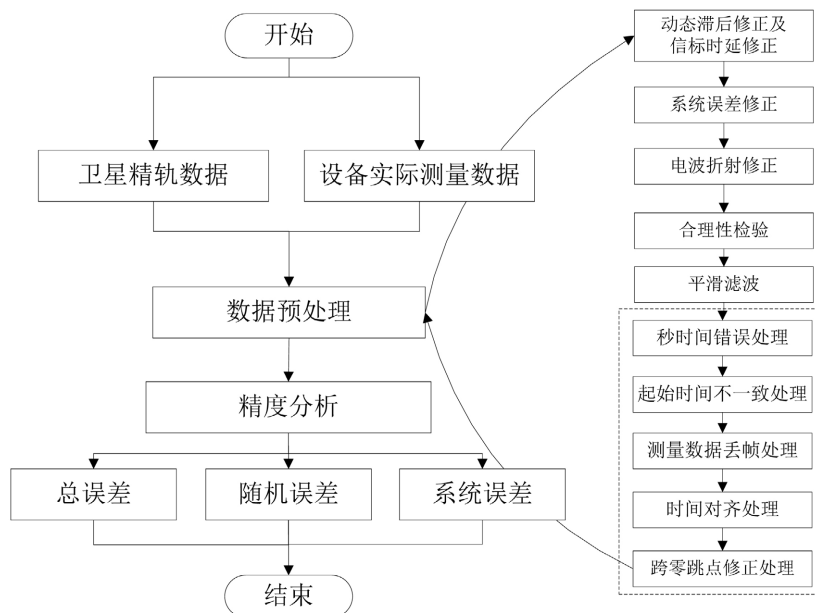 开始
卫星精轨数据
设备实际测量数据
数据预处理
精度分析
总误差
随机误差
系统误差
结束
动态滞后修正及
信标时延修正
系统误差修正
电波折射修正
合理性检验
平滑滤波
秒时间错误处理
起始时间不一致处理
测量数据丢帧处理
时间对齐处理
跨零跳点修正处理